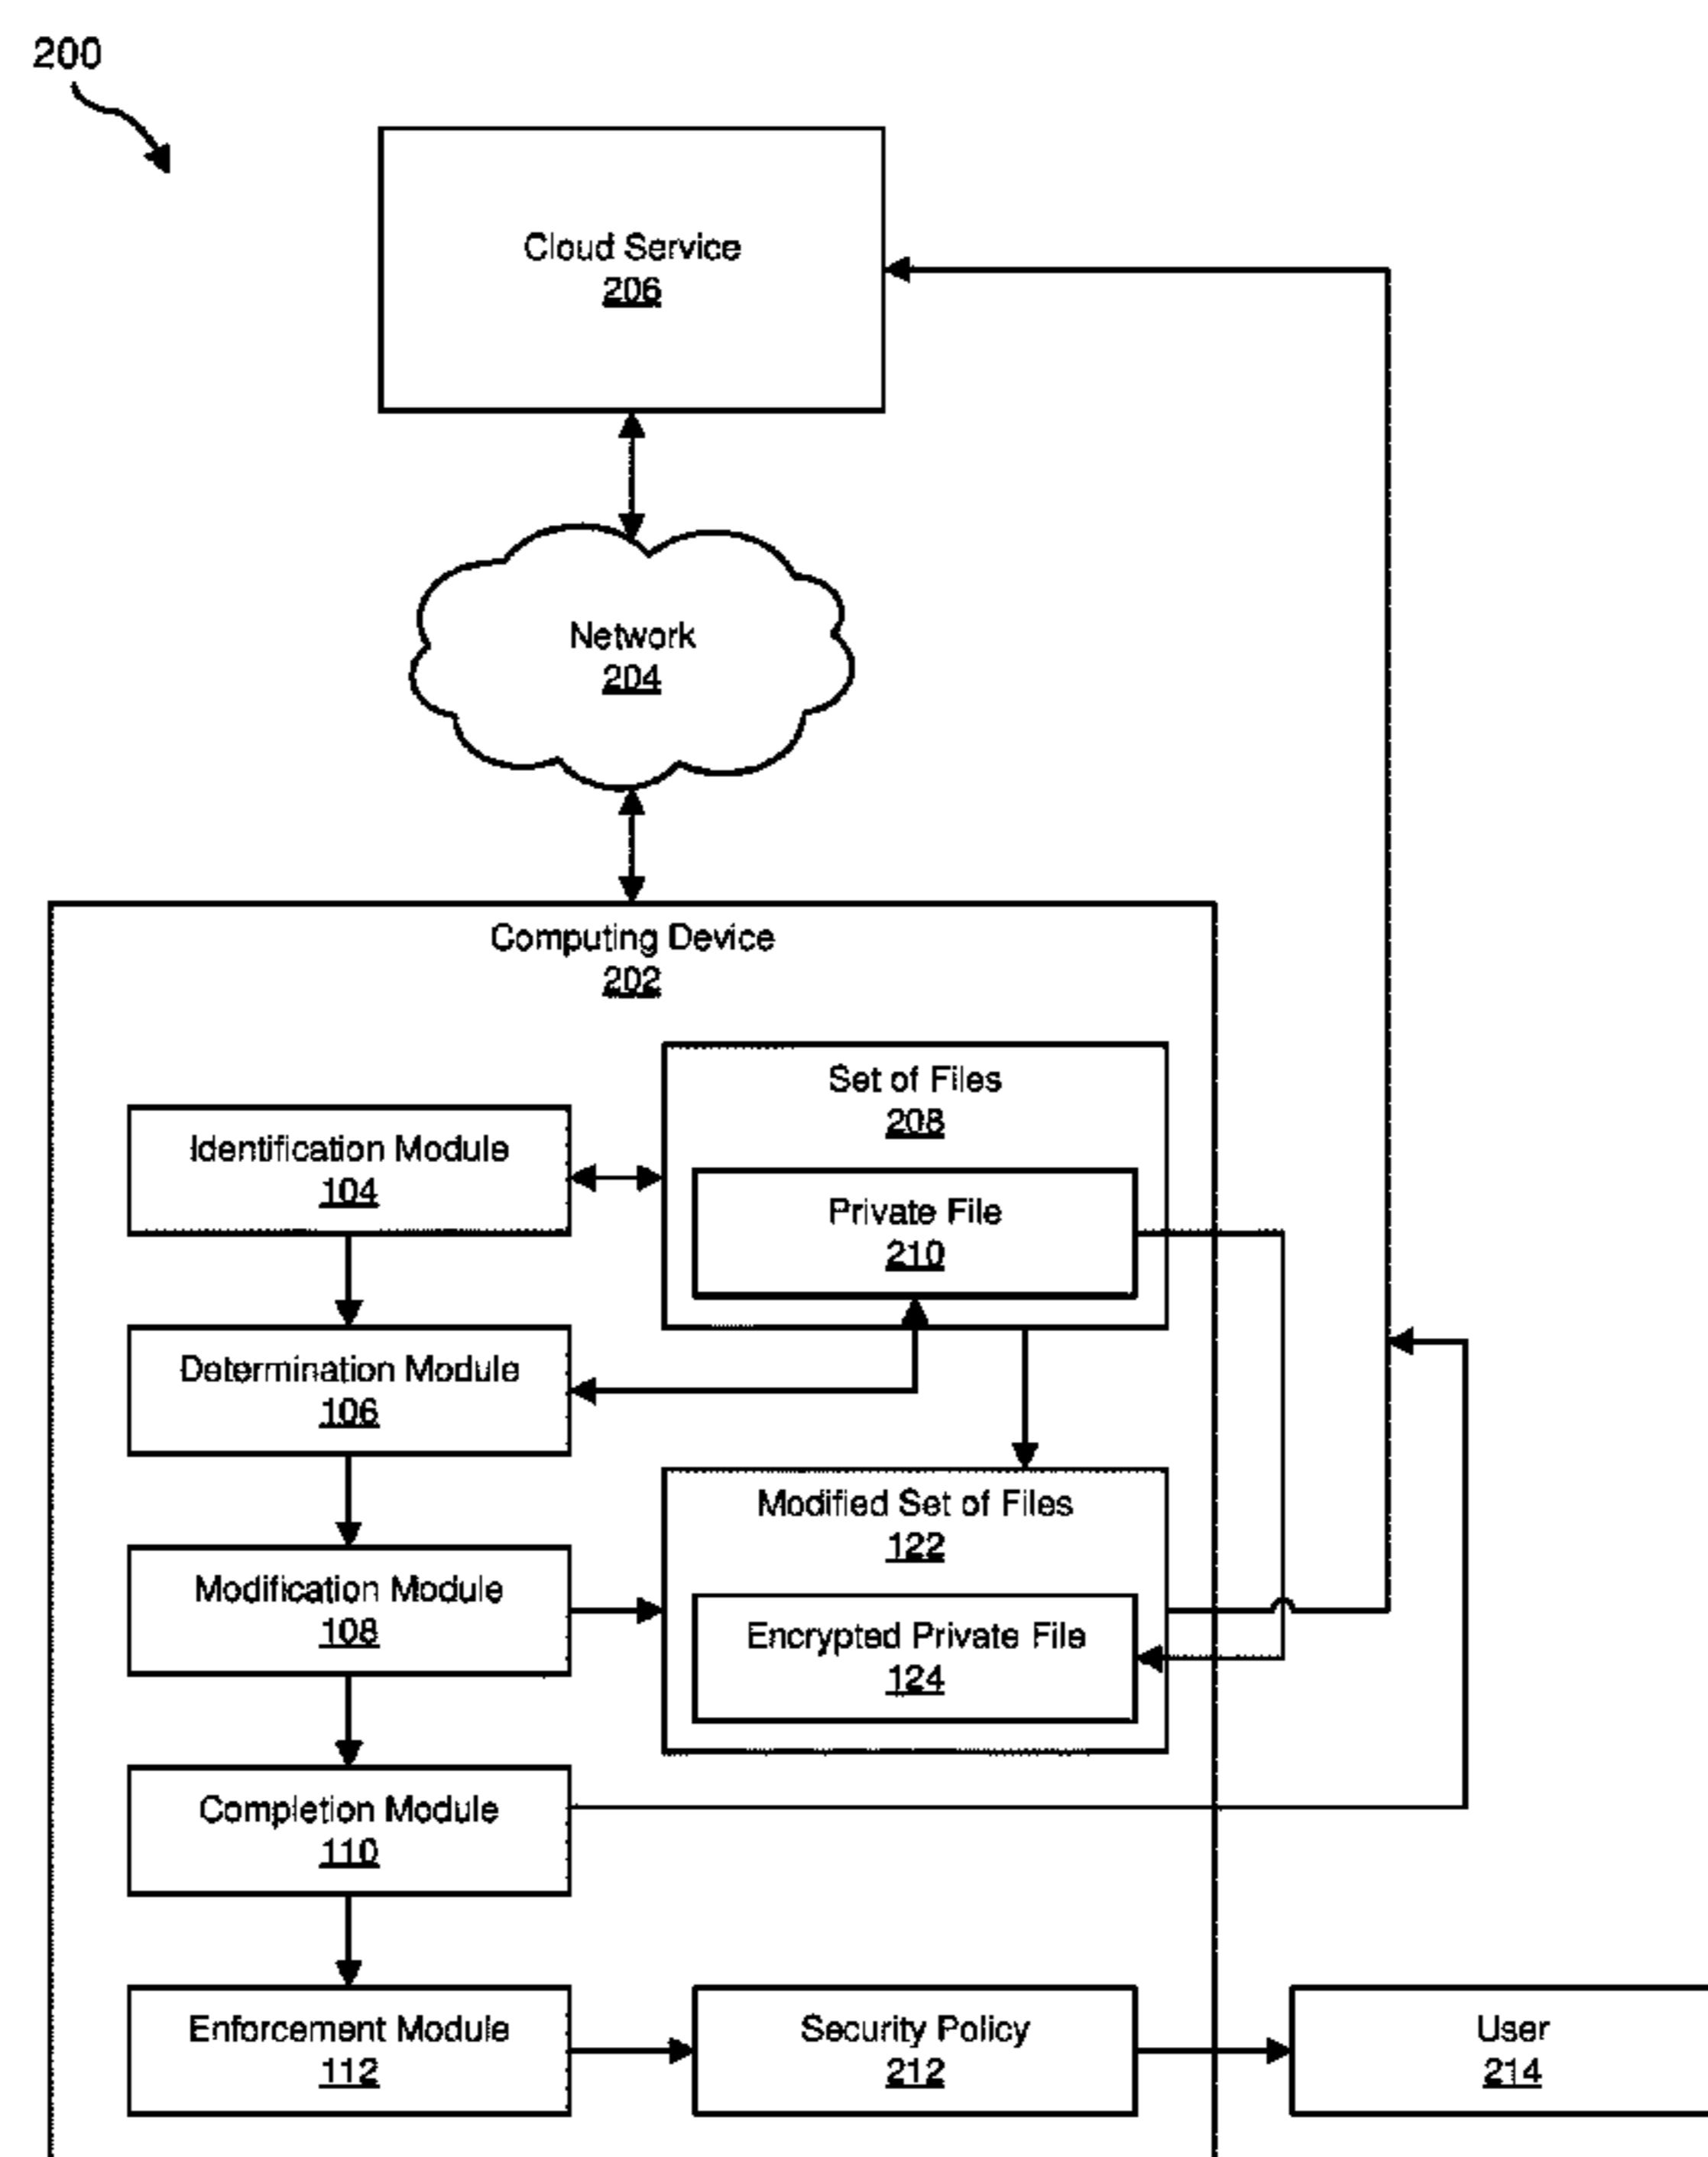 200
Cloud Service
206
Network
204
Computing Device
202
Set of Files
208
Identification Module
104
Private File
210
Determination Module
106
Modified Set of Files
122
Modification Module
108
Encrypted Private File
124
Completion Module
110
Enforcement Module
112
Security Policy
212
User
214